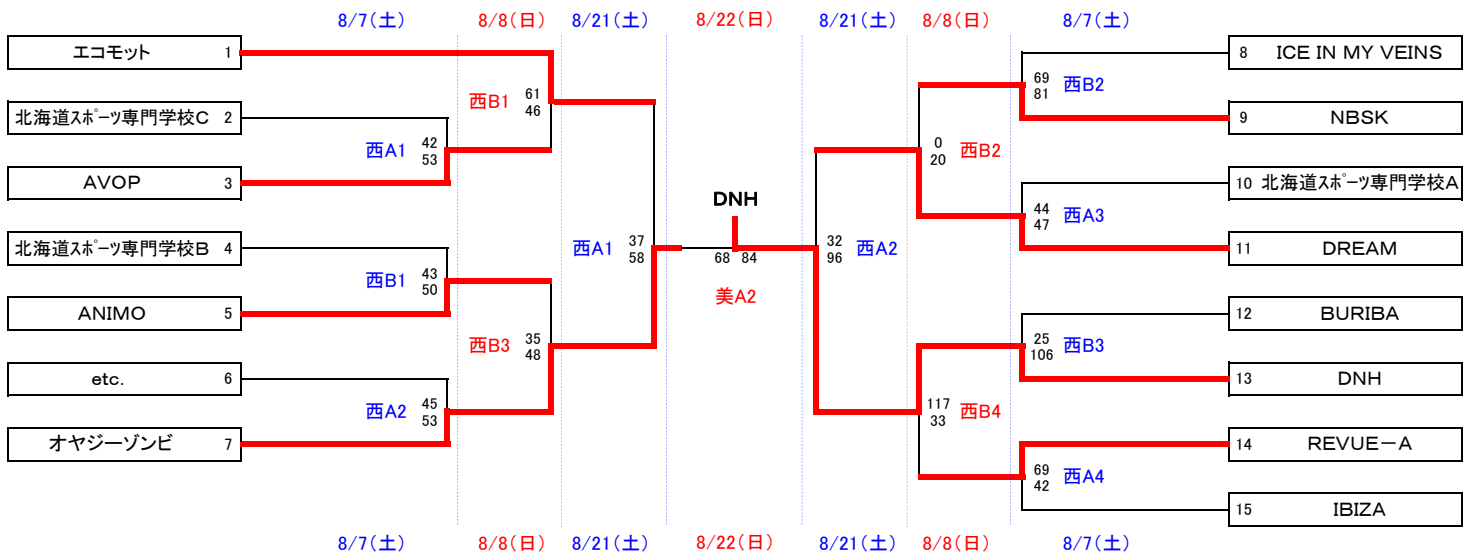 8/7(土) 8/8(日) 8/21(土) 8/22(日) 8/21(土) 8/8(日) 8/7(土)
エコモット 1
8 ICE IN MY VEINS
69
81
西B2
西B1
61
46
北海道スポーツ専門学校C 2
9 NBSK
42
53
西A1
0
20
西B2
AVOP 3
10 北海道スポーツ専門学校A
DNH
44
47
西A3
北海道スポーツ専門学校B 4
西A1
37
58
68 84
32
96
西A2
11 DREAM
西B1
43
50
美A2
ANIMO 5
12 BURIBA
西B3
35
48
25
106
西B3
etc. 6
13 DNH
西A2
45
53
117
33
西B4
オヤジーゾンビ 7
14 REVUE-A
69
42
西A4
15 IBIZA
8/7(土) 8/8(日) 8/21(土) 8/22(日) 8/21(土) 8/8(日) 8/7(土)